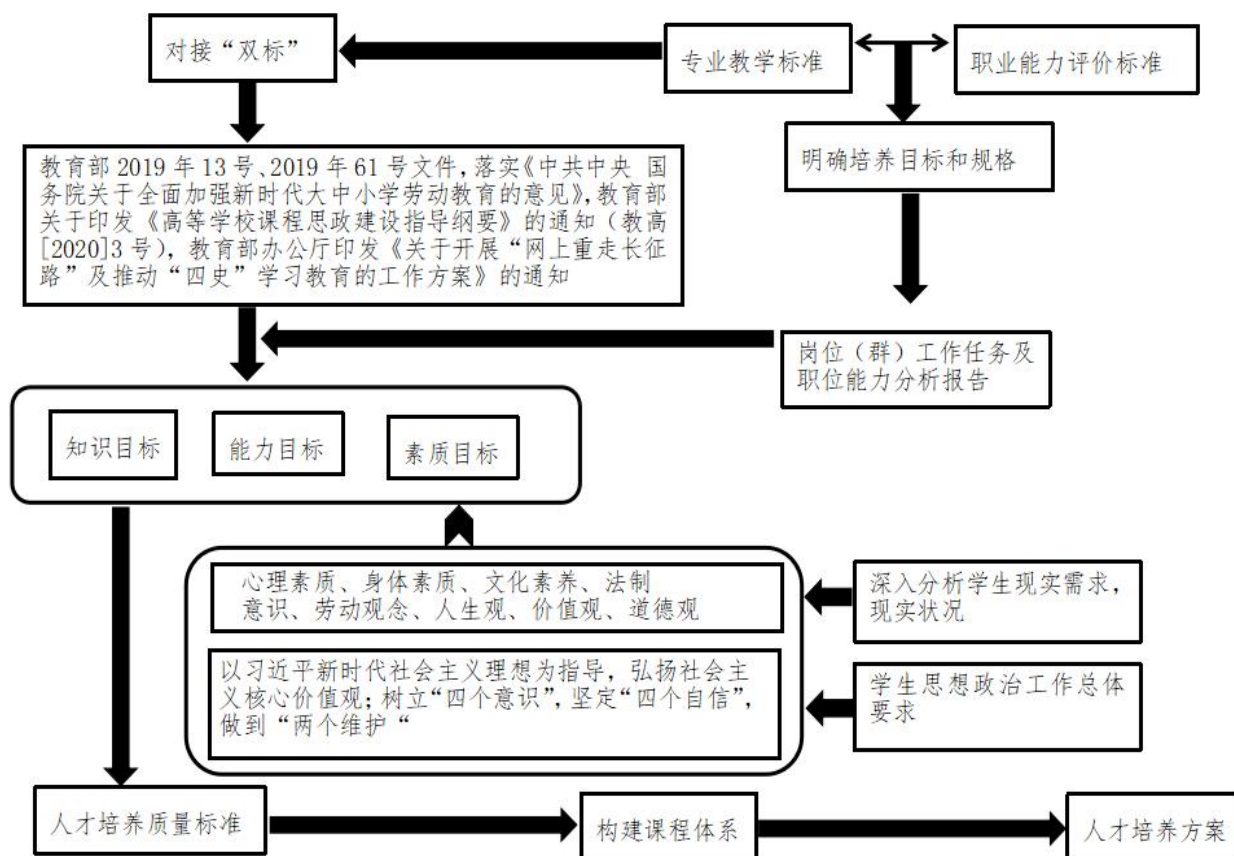 对接“双标”
专业教学标准
职业能力评价标准
教育部 2019 年 13 号、2019 年 61 号文件，落实《中共中央 国
务院关于全面加强新时代大中小学劳动教育的意见》，教育部
关于印发《高等学校课程思政建设指导纲要》的通知（教高
[2020]3 号），教育部办公厅印发《关于开展“网上重走长征
路”及推动“四史”学习教育的工作方案》的通知
明确培养目标和规格
岗位（群）工作任务及
职位能力分析报告
知识目标
能力目标
素质目标
心理素质、身体素质、文化素养、法制
意识、劳动观念、人生观、价值观、道德观
深入分析学生现实需求，
现实状况
以习近平新时代社会主义理想为指导，弘扬社会主
义核心价值观；树立“四个意识”，坚定“四个自信”，
做到“两个维护“
学生思想政治工作总体
要求
人才培养质量标准
构建课程体系
人才培养方案